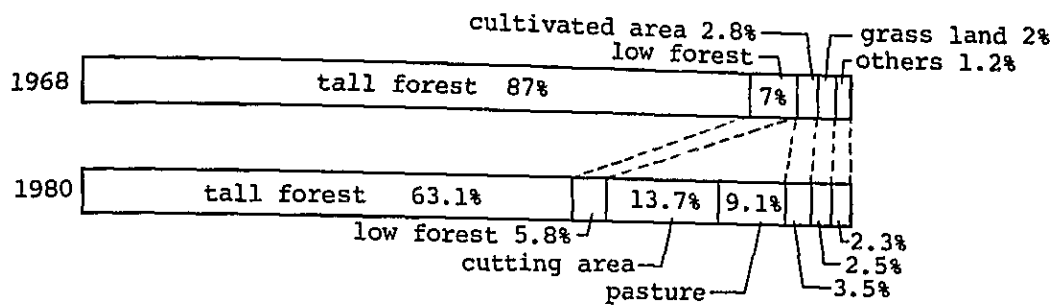 cultivated area 2.8%
grass land 2%
low forest
others 1.2%
1968
tall forest 87%
7%
1980
tall forest 63.1%
13.7%
9.1%
low forest 5.8%
2.3%
cutting area
2.5%
pasture
3.5%